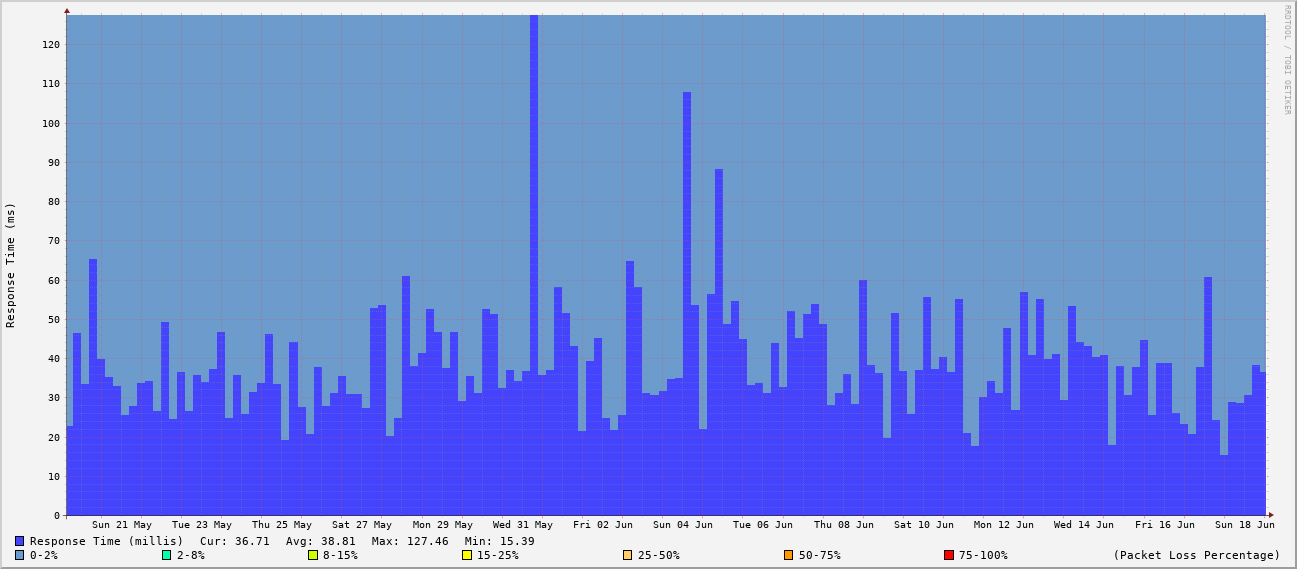 RRDTOOL / TOBI OETIKER
Response Time (ms)
120
110
100
90
80
70
60
50
40
30
20
10
0
Sun 21 May Tue 23 May Thu 25 May Sat 27 May Mon 29 May Wed 31 May Fri 02 Jun Sun 04 Jun Tue 06 Jun Thu 08 Jun Sat 10 Jun Mon 12 Jun Wed 14 Jun Fri 16 Jun Sun 18 Jun
Response Time (millis) Cur: 36.71 Avg: 38.81 Max: 127.46 Min: 15.39
0-2% 2-8% 8-15% 15-25% 25-50% 50-75% 75-100% (Packet Loss Percentage)